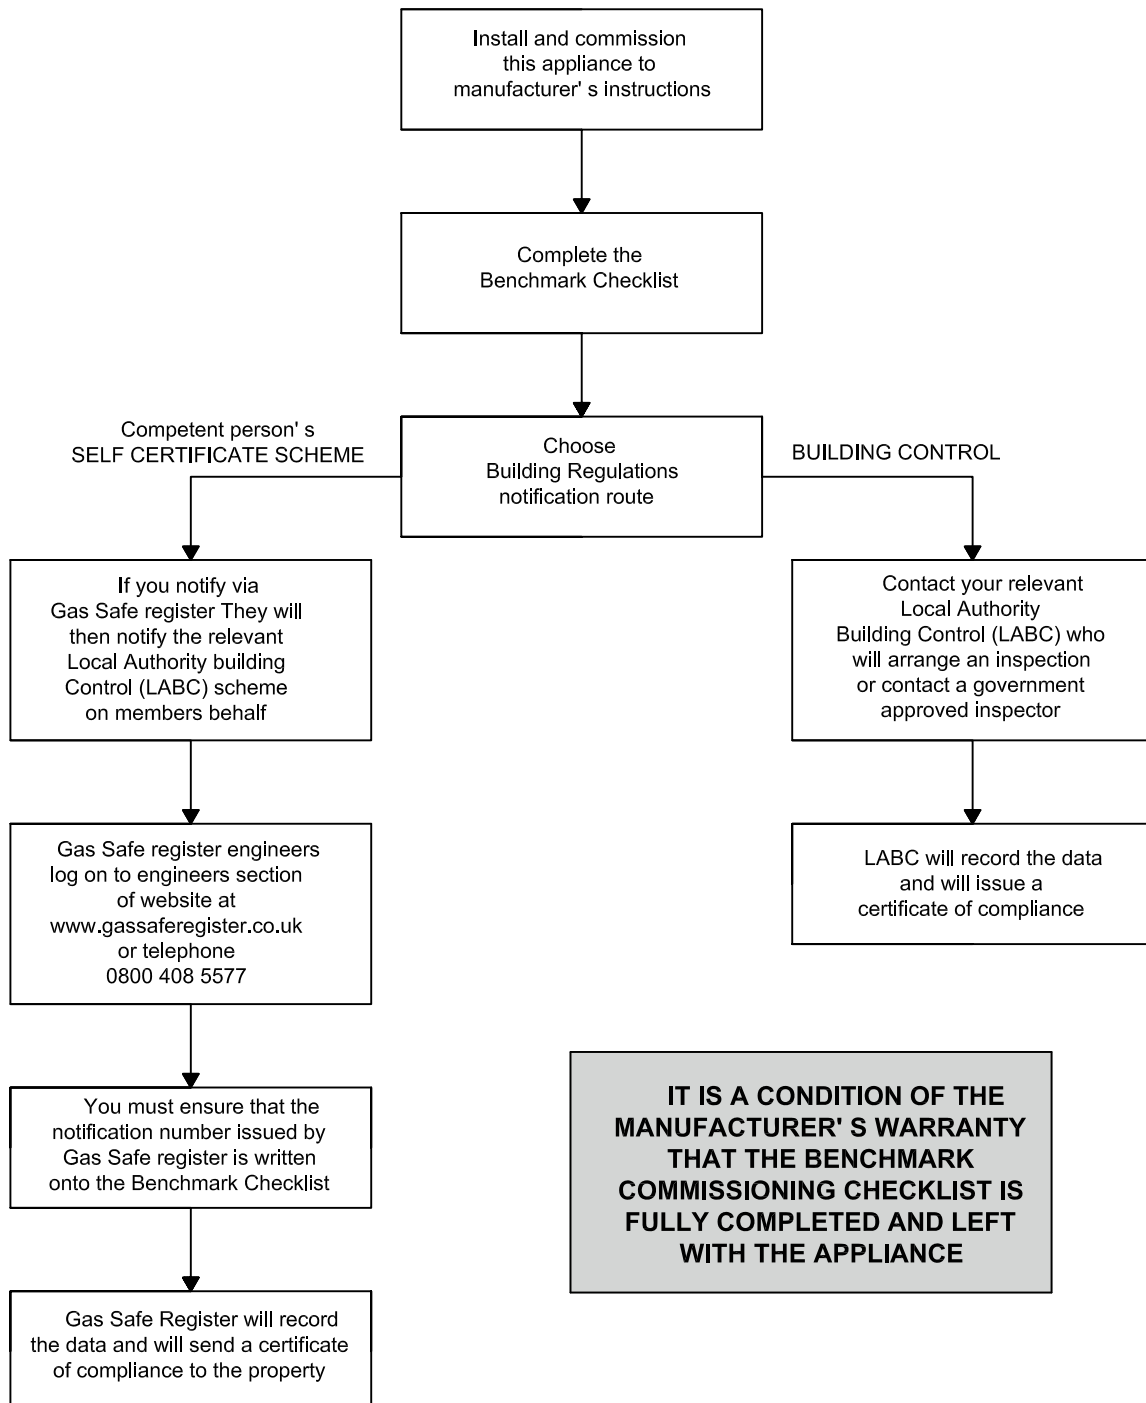 Install and commission
this appliance to
manufacturer' s instructions
Complete the
Benchmark Checklist
Choose
Building Regulations
notification route
Competent person' s
SELF CERTIFICATE SCHEME
BUILDING CONTROL
If you notify via
Gas Safe register They will
then notify the relevant
Local Authority building
Control (LABC) scheme
on members behalf
Gas Safe register engineers
log on to engineers section
of website at
www.gassaferegister.co.uk
or telephone
0800 408 5577
You must ensure that the
notification number issued by
Gas Safe register is written
onto the Benchmark Checklist
Gas Safe Register will record
the data and will send a certificate
of compliance to the property
Contact your relevant
Local Authority
Building Control (LABC) who
will arrange an inspection
or contact a government
approved inspector
LABC will record the data
and will issue a
certificate of compliance
IT IS A CONDITION OF THE
MANUFACTURER' S WARRANTY
THAT THE BENCHMARK
COMMISSIONING CHECKLIST IS
FULLY COMPLETED AND LEFT
WITH THE APPLIANCE